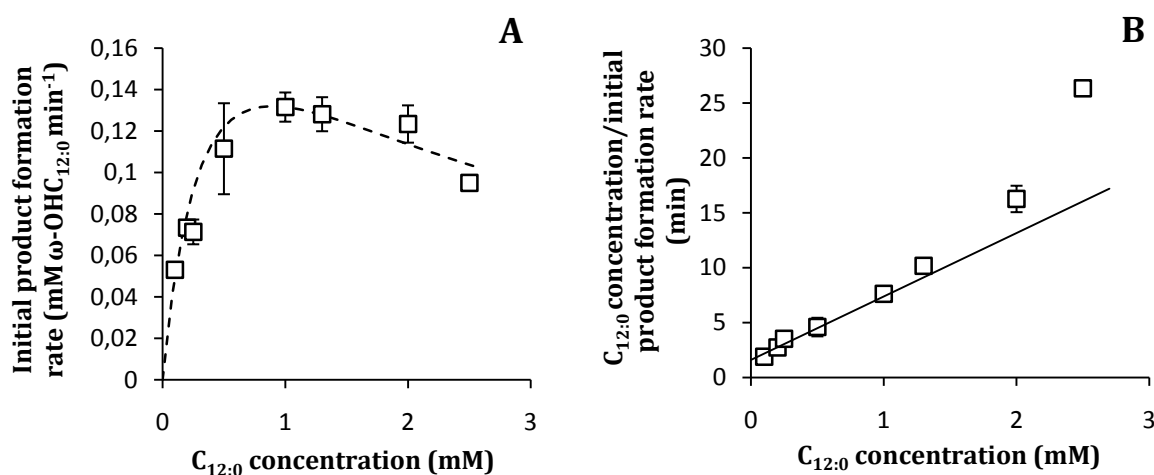 A
Initial product formation
rate (mM ω-OHC12:0 min-1)
0,16
0,14
0,12
0,1
0,08
0,06
0,04
0,02
0
0 1 2 3
C12:0 concentration (mM)
B
C12:0 concentration/initial
product formation rate
(min)
30
25
20
15
10
5
0
0 1 2 3
C12:0 concentration (mM)